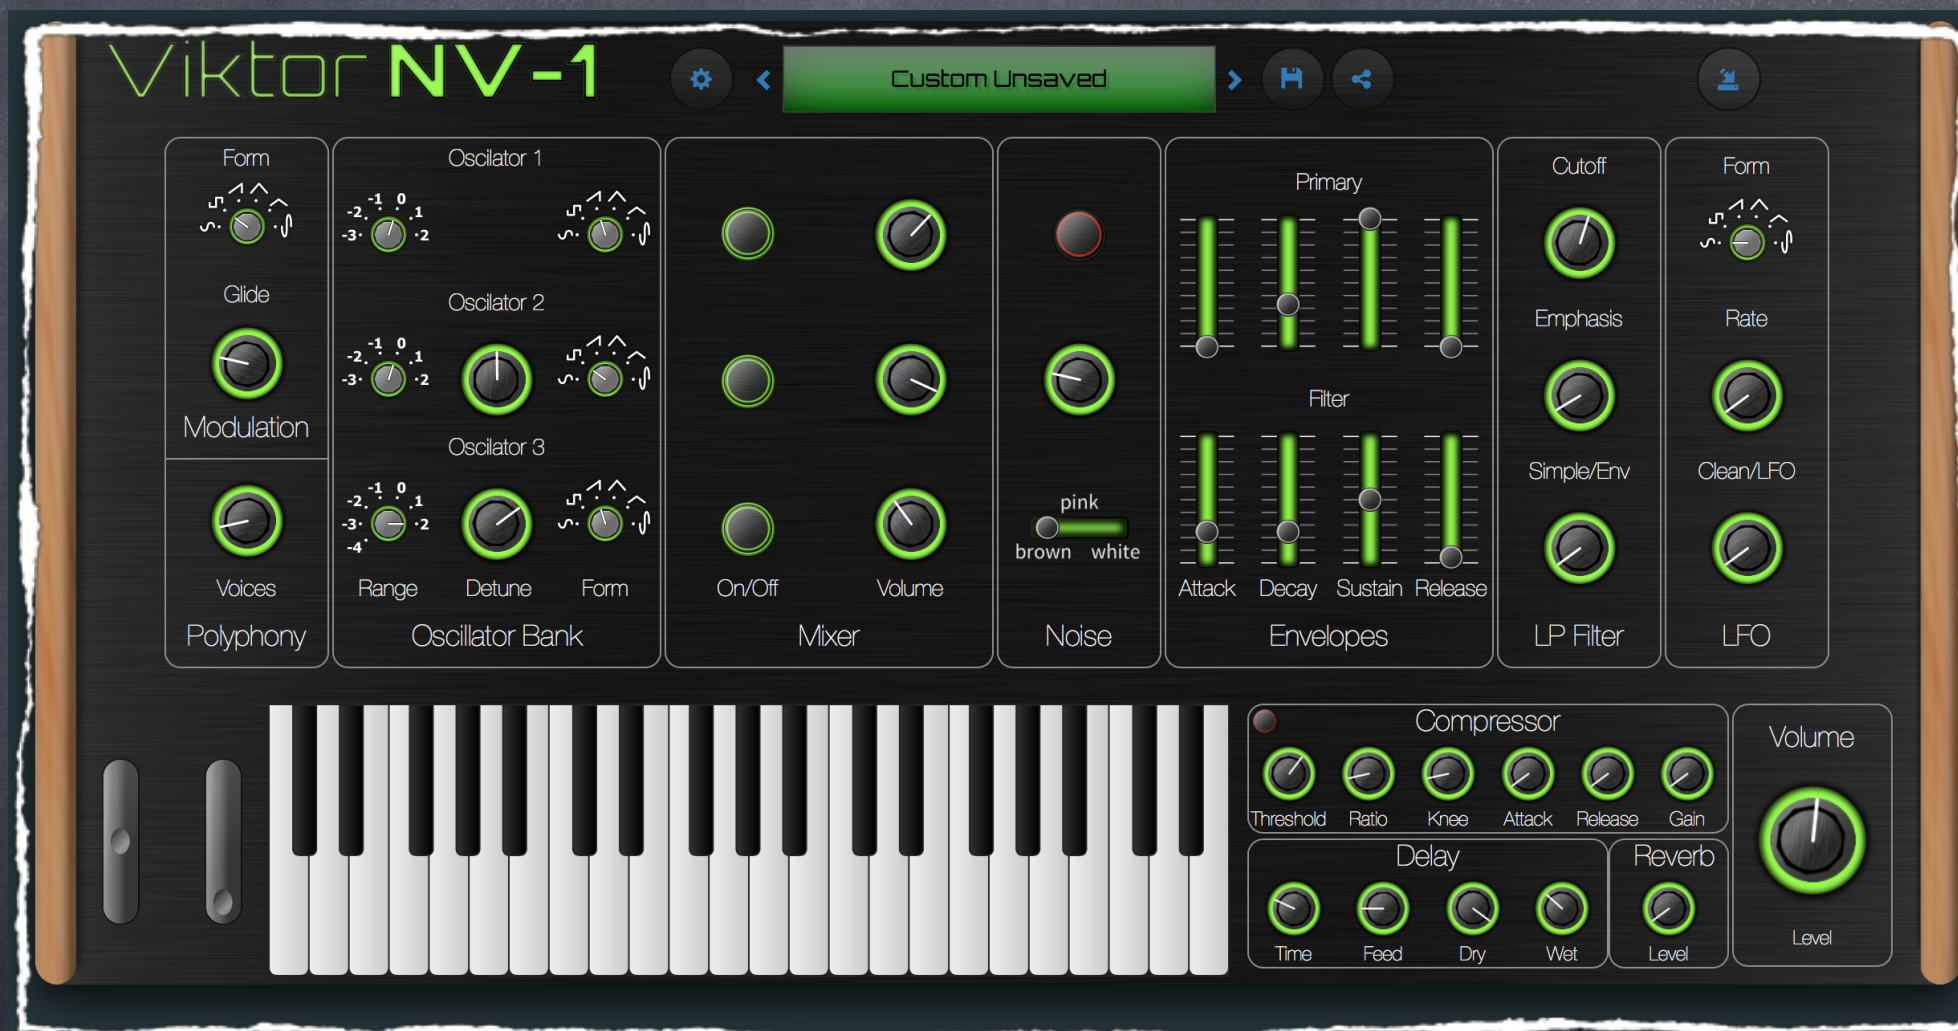 Viktor NV-1
Custom Unsaved
Form
Glide
Modulation
Voices
Polyphony
Oscilator 1
-3 -2 -1 0 1 2
Oscilator 2
-3 -2 -1 0 1 2
Oscilator 3
-4 -3 -2 -1 0 1 2
Range Detune Form
Oscillator Bank
On/Off Volume
Mixer
pink
brown white
Noise
Primary
Filter
Attack Decay Sustain Release
Envelopes
Cutoff
Emphasis
Simple/Env
LP Filter
Form
Rate
Clean/LFO
LFO
Compressor
Threshold Ratio Knee Attack Release Gain
Delay
Time Feed Dry Wet
Reverb
Level
Volume
Level